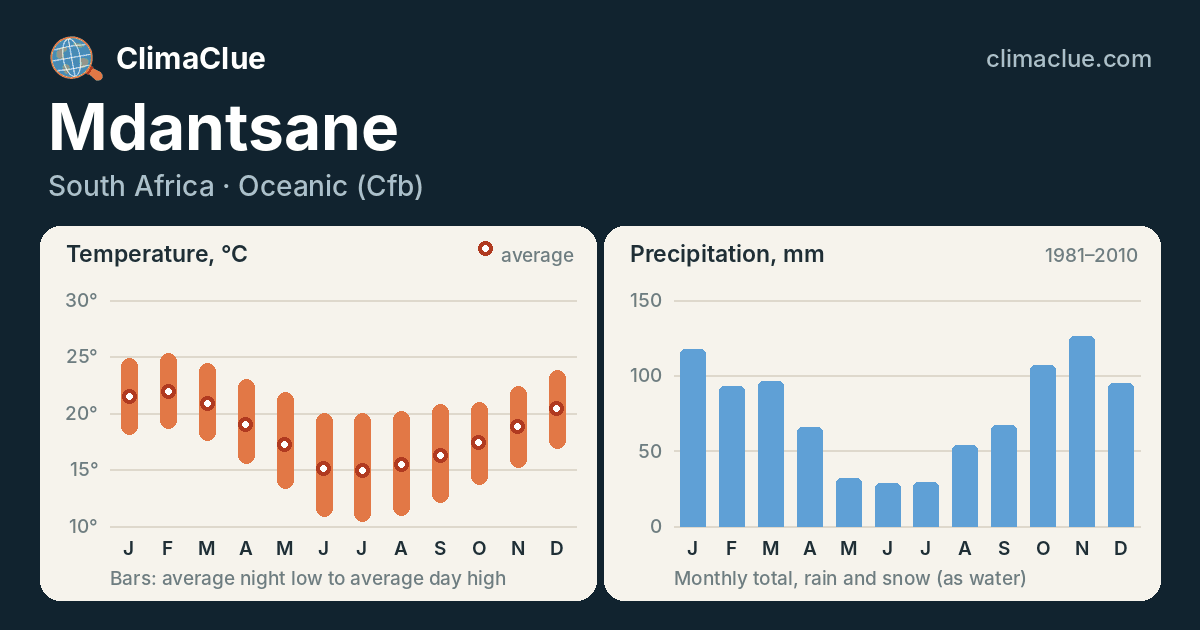 ClimaClue
climaclue.com
Mdantsane
South Africa · Oceanic (Cfb)
Temperature, °C
average
30°
25°
20°
15°
10°
J F M A M J J A S O N D
Bars: average night low to average day high
Precipitation, mm
1981–2010
150
100
50
0
J F M A M J J A S O N D
Monthly total, rain and snow (as water)